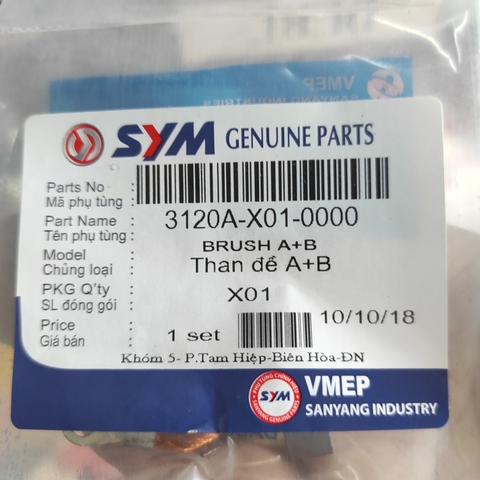 VMEP
SYM GENUINE PARTS
Parts No :
Mã phụ tùng :
3120A-X01-0000
Part Name :
Tên phụ tùng :
BRUSH A+B
Than đề A+B
Model :
Chủng loại :
X01
PKG Q'ty :
SL đóng gói :
1 set
10/10/18
Price :
Giá bán :
Khóm 5- P.Tam Hiệp-Biên Hòa-ĐN
SYM
VMEP
SANYANG INDUSTRY